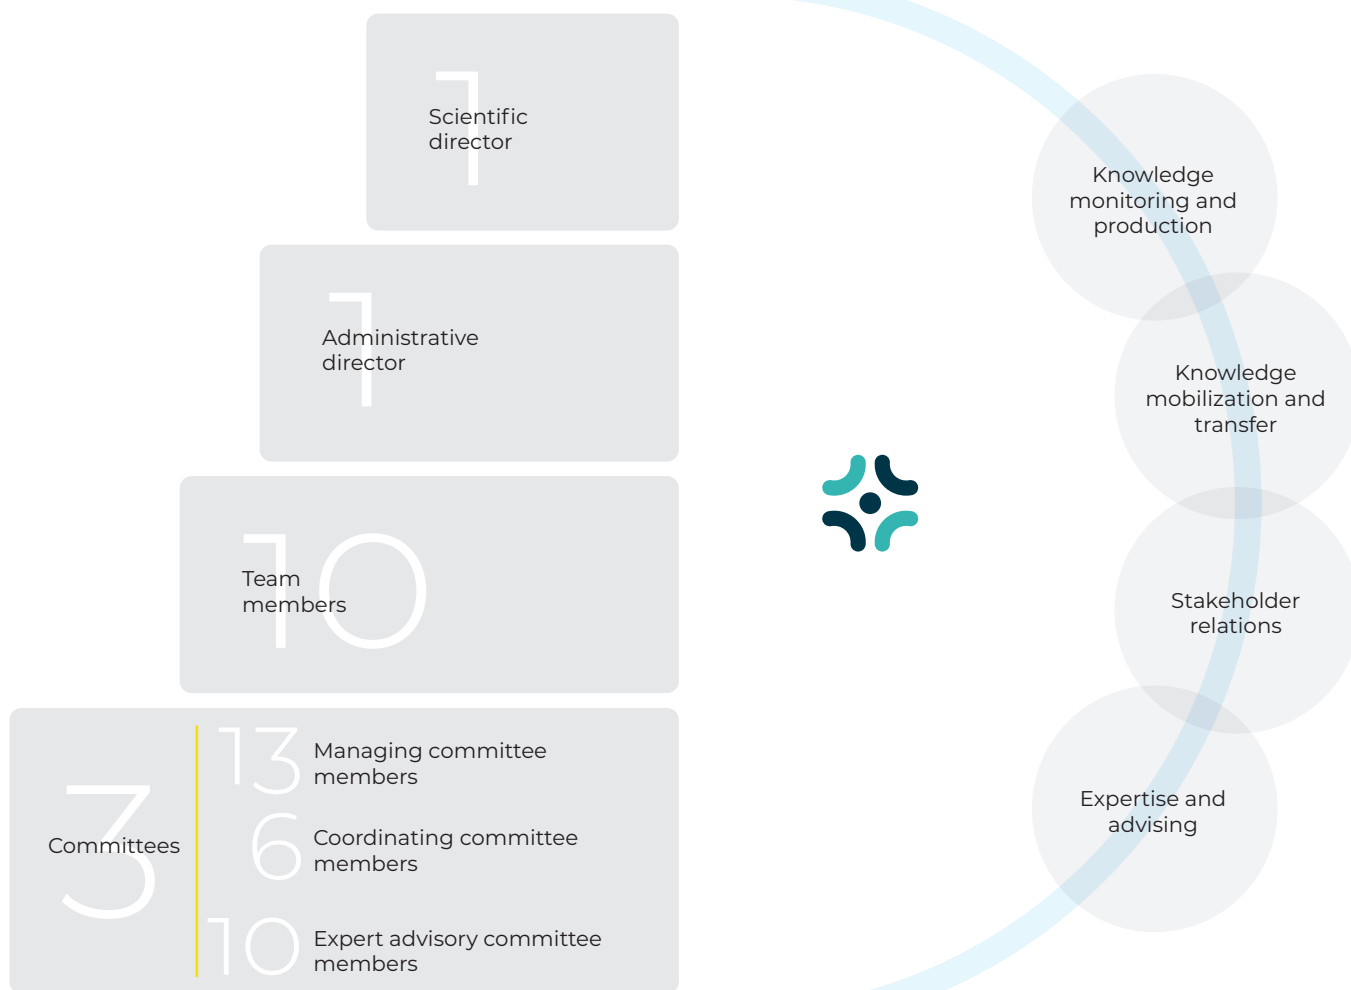 1
Scientific
director
1
Administrative
director
10
Team
members
3
Committees
13
Managing committee
members
6
Coordinating committee
members
10
Expert advisory committee
members
Knowledge
monitoring and
production
Knowledge
mobilization and
transfer
Stakeholder
relations
Expertise and
advising